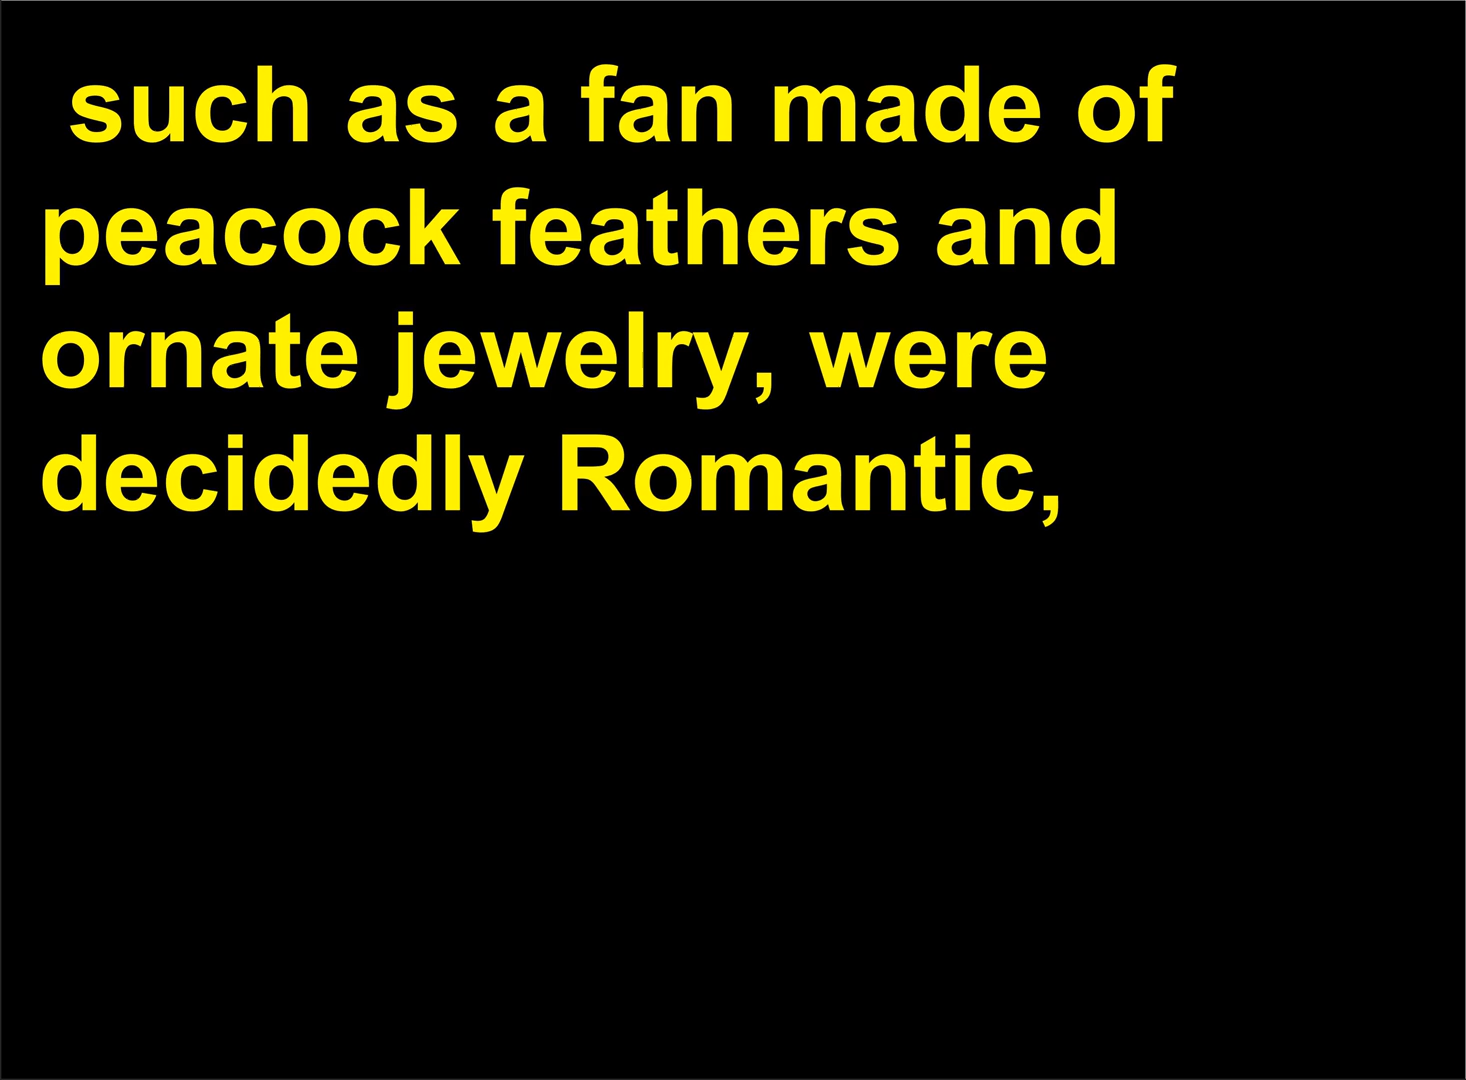 such as a fan made of
peacock feathers and
ornate jewelry, were
decidedly Romantic,